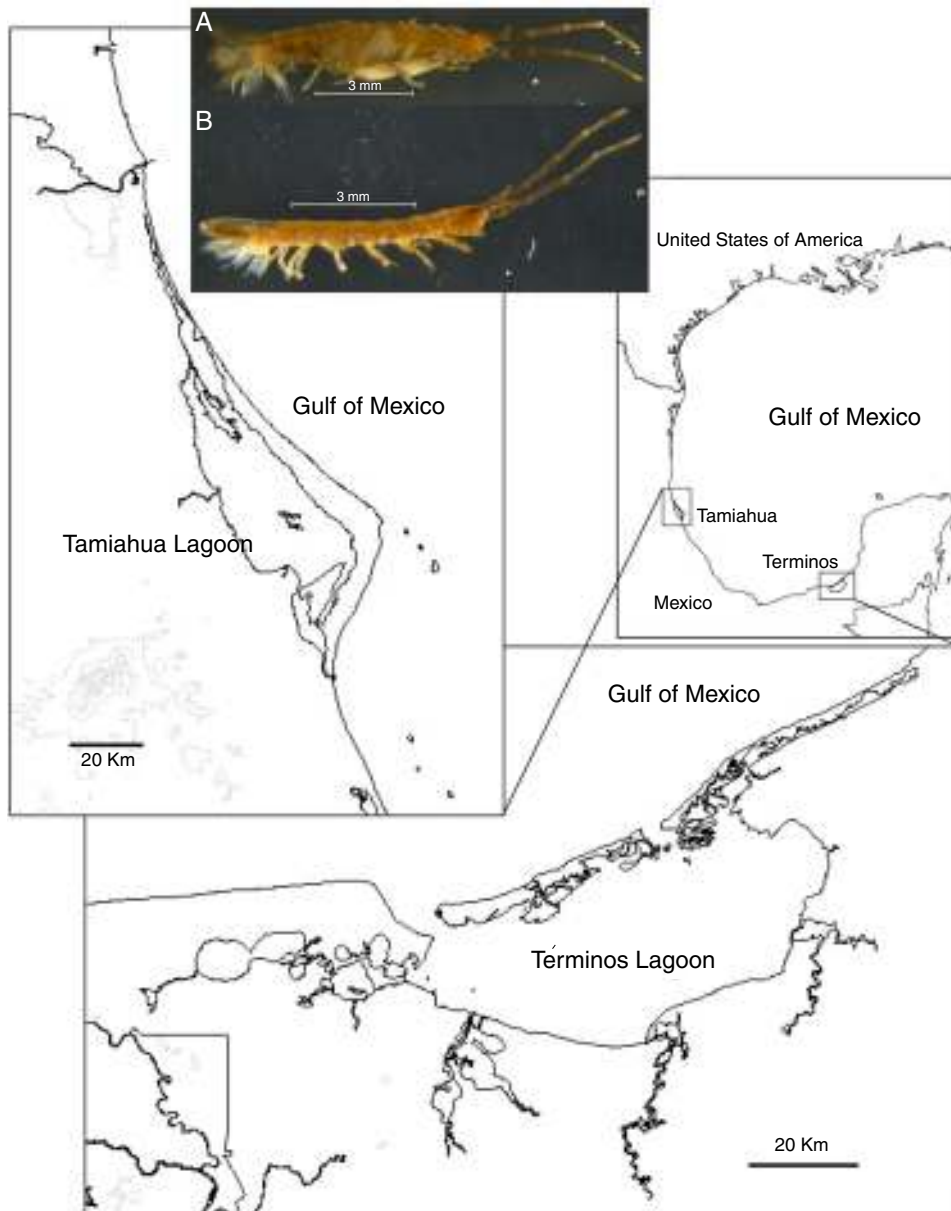 A
3 mm
B
3 mm
United States of America
Gulf of Mexico
Gulf of Mexico
Tamiahua
Tamiahua Lagoon
Terminos
Mexico
Gulf of Mexico
20 Km
Términos Lagoon
20 Km